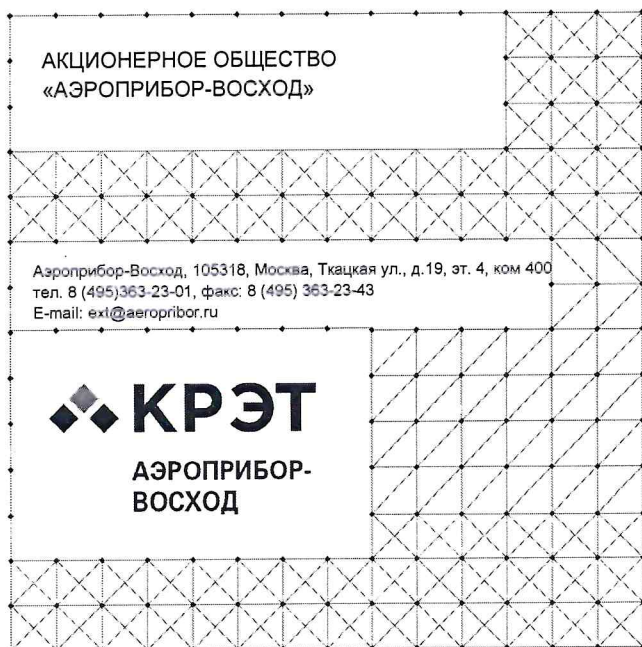 АКЦИОНЕРНОЕ ОБЩЕСТВО
«АЭРОПРИБОР-ВОСХОД»
Аэроприбор-Восход, 105318, Москва, Ткацкая ул., д.19, эт. 4, ком 400
тел. 8 (495)363-23-01, факс: 8 (495) 363-23-43
E-mail: ext@aeropribor.ru
КРЭТ
АЭРОПРИБОР-
ВОСХОД